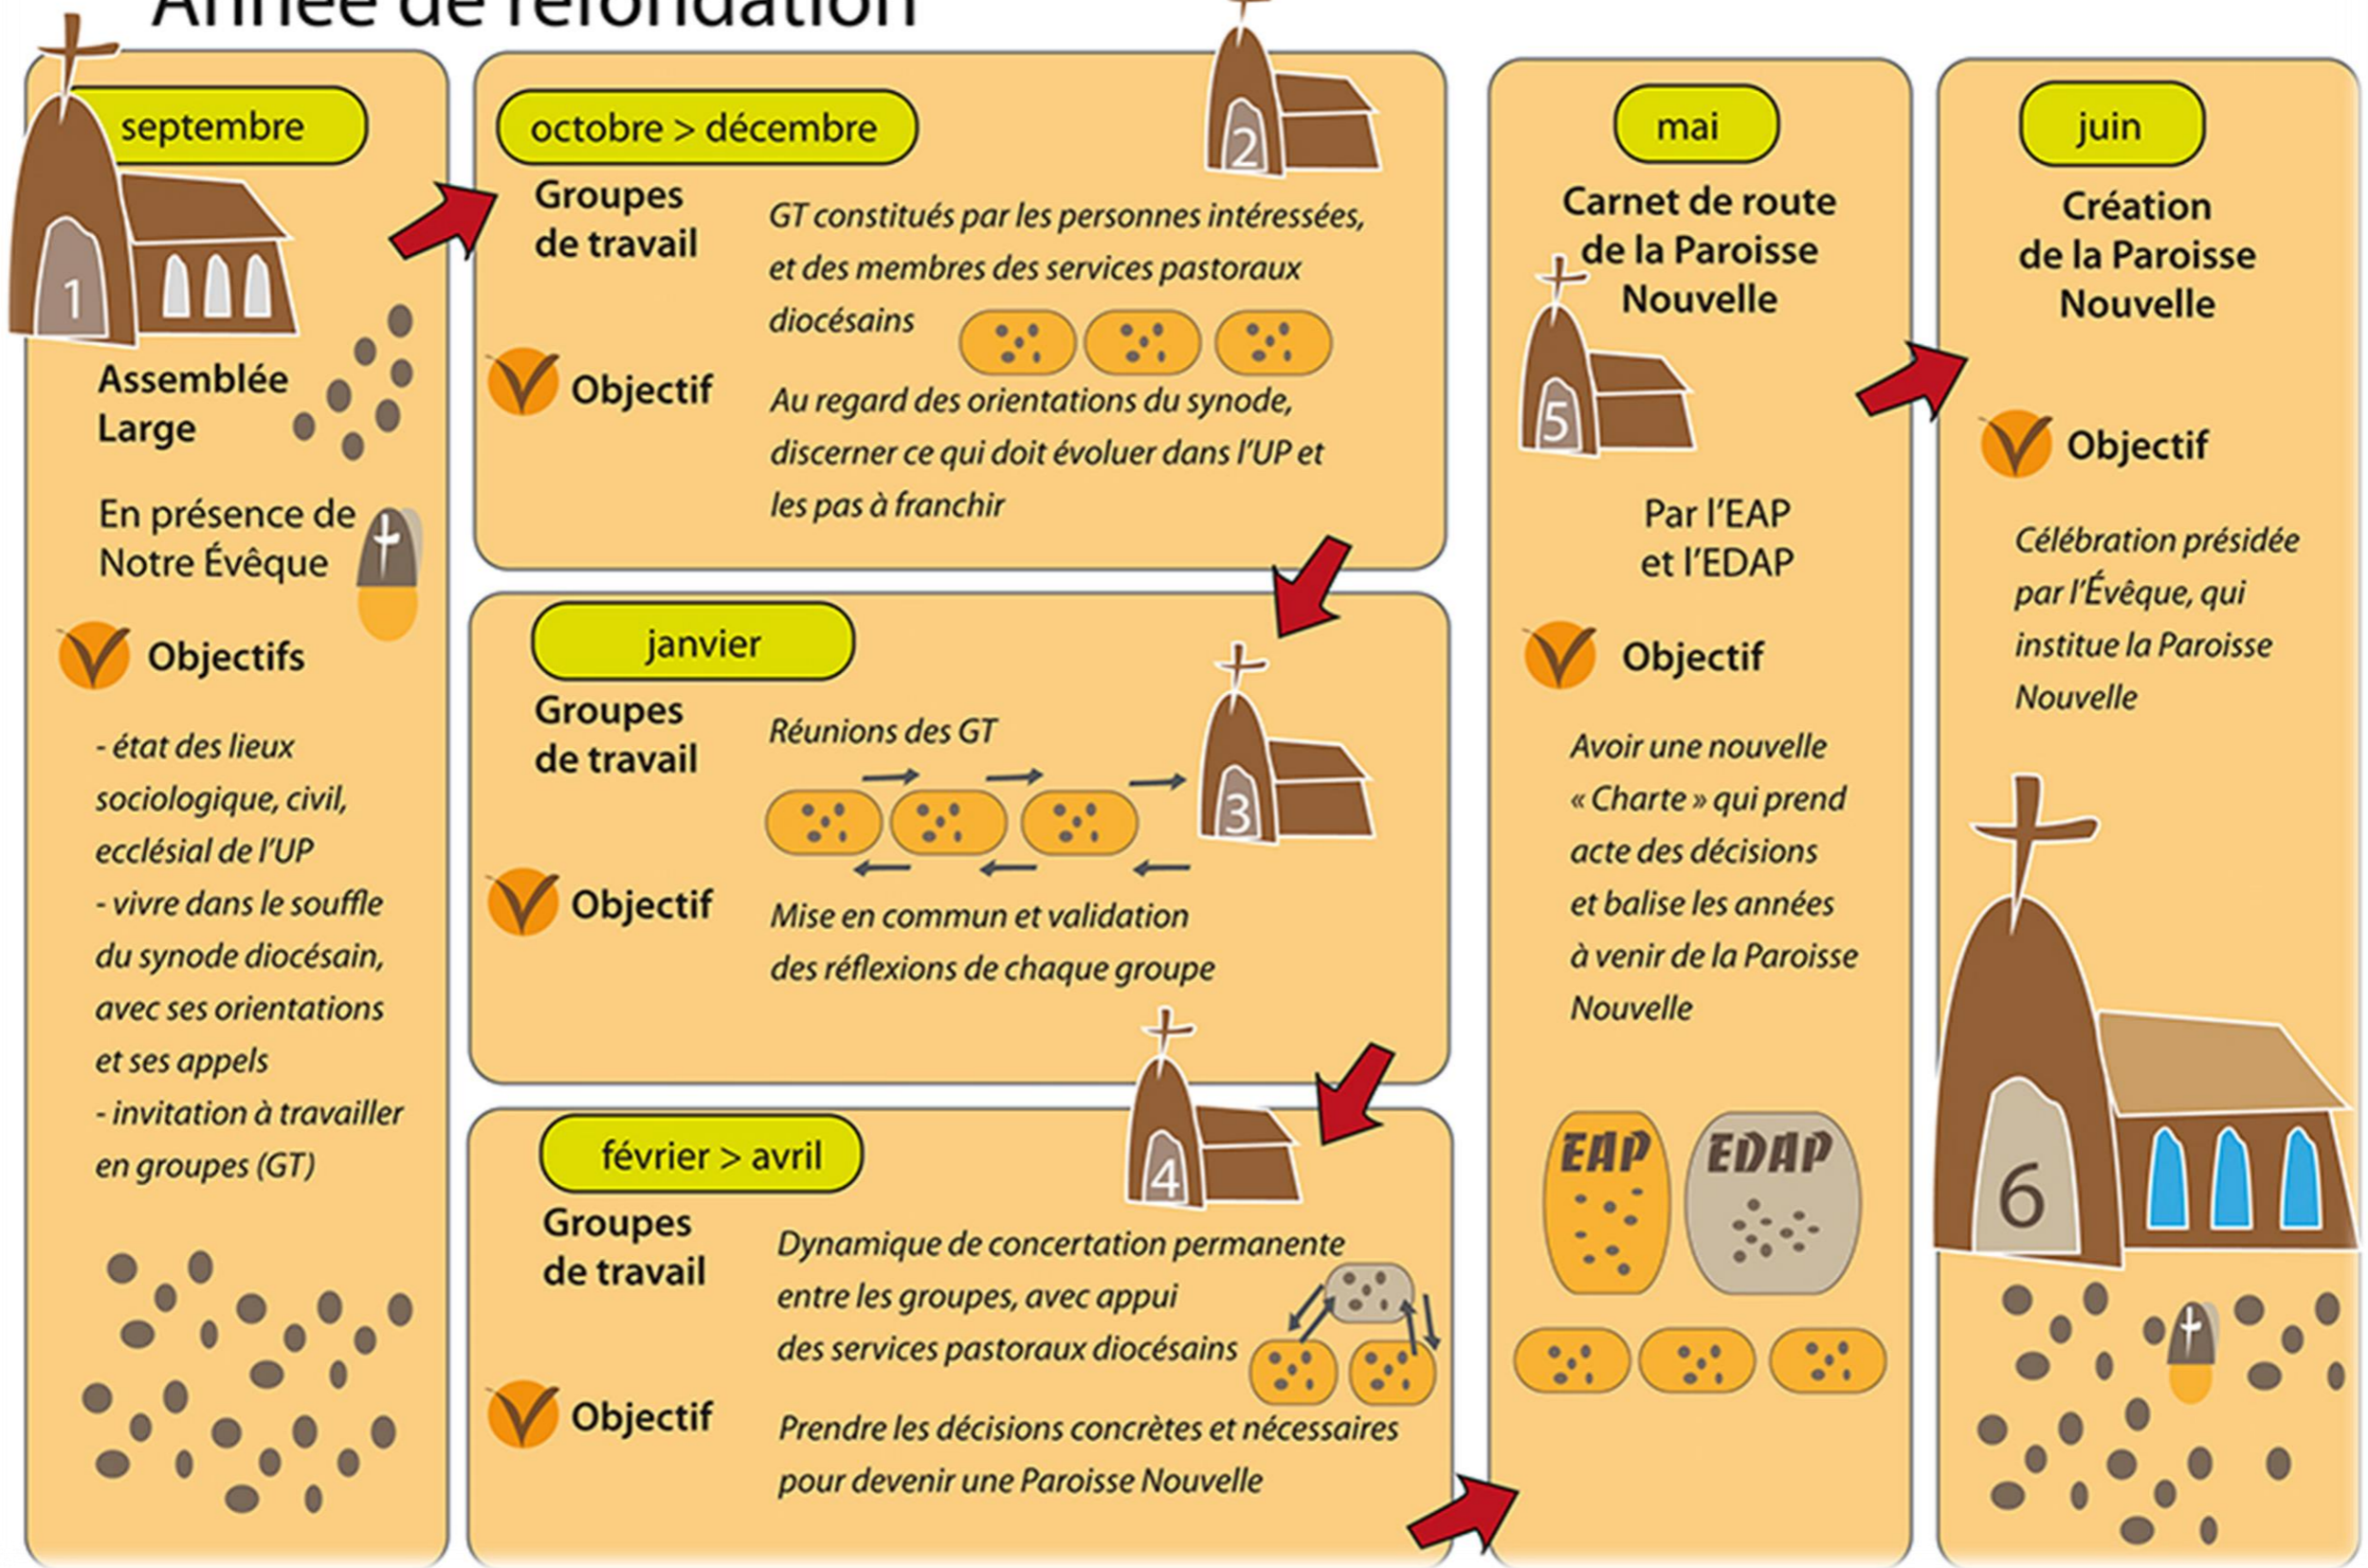 Année de refondation
septembre
1
Assemblée
Large
En présence de
Notre Évêque
Objectifs
- état des lieux
sociologique, civil,
ecclésial de l'UP
- vivre dans le souffle
du synode diocésain,
avec ses orientations
et ses appels
- invitation à travailler
en groupes (GT)
octobre > décembre
2
Groupes
de travail
GT constitués par les personnes intéressées,
et des membres des services pastoraux
diocésains
Objectif
Au regard des orientations du synode,
discerner ce qui doit évoluer dans l'UP et
les pas à franchir
janvier
Groupes
de travail
Réunions des GT
3
Objectif
Mise en commun et validation
des réflexions de chaque groupe
février > avril
4
Groupes
de travail
Dynamique de concertation permanente
entre les groupes, avec appui
des services pastoraux diocésains
Objectif
Prendre les décisions concrètes et nécessaires
pour devenir une Paroisse Nouvelle
mai
Carnet de route
de la Paroisse
Nouvelle
5
Par l'EAP
et l'EDAP
Objectif
Avoir une nouvelle
« Charte » qui prend
acte des décisions
et balise les années
à venir de la Paroisse
Nouvelle
EAP
EDAP
juin
Création
de la Paroisse
Nouvelle
Objectif
Célébration présidée
par l'Évêque, qui
institue la Paroisse
Nouvelle
6